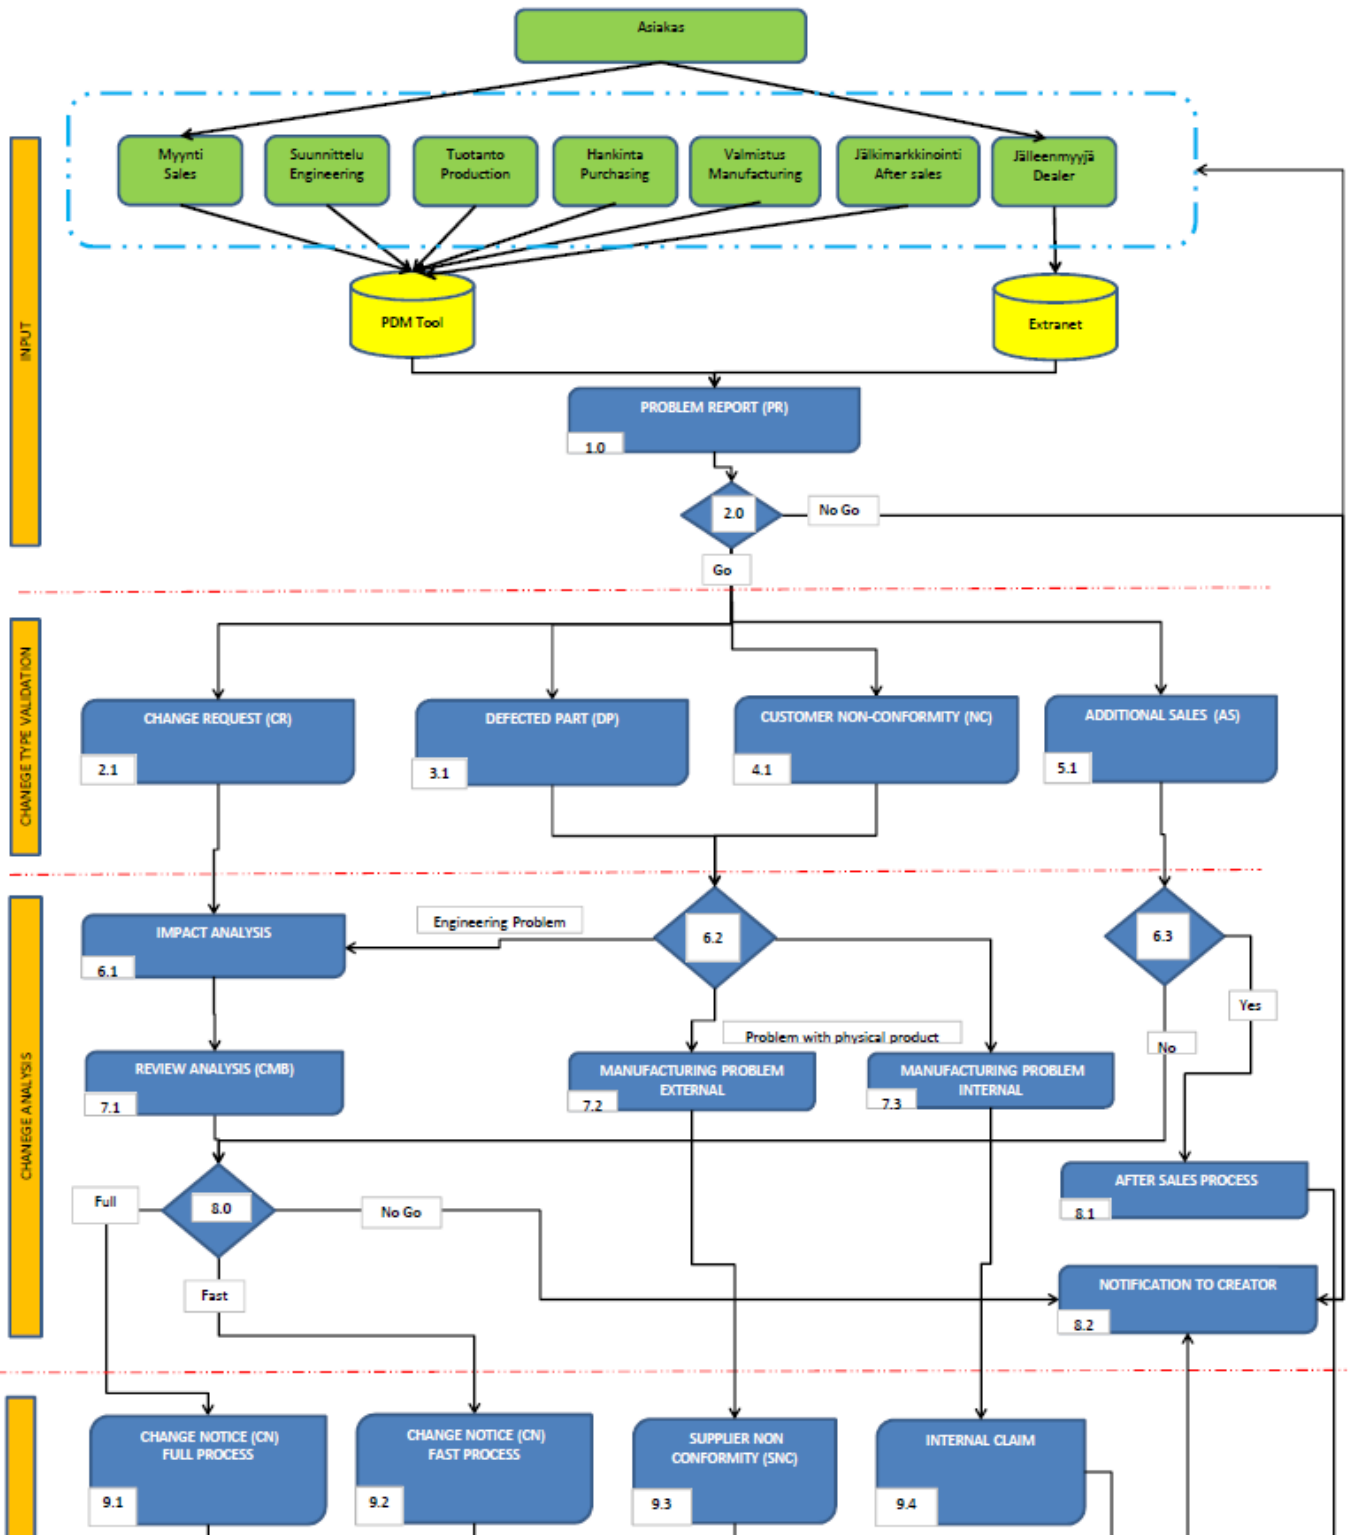 Asiakas
Myynti
Sales
Suunnittelu
Engineering
Tuotanto
Production
Hankinta
Purchasing
Valmistus
Manufacturing
Jälkimarkkinointi
After sales
Jälleenmyyjä
Dealer
INPUT
PDM Tool
Extranet
PROBLEM REPORT (PR)
1.0
2.0
No Go
Go
CHANEGE TYPE VALIDATION
CHANGE REQUEST (CR)
2.1
DEFECTED PART (DP)
3.1
CUSTOMER NON-CONFORMITY (NC)
4.1
ADDITIONAL SALES (AS)
5.1
CHANEGE ANALYSIS
IMPACT ANALYSIS
6.1
Engineering Problem
6.2
6.3
Yes
No
Problem with physical product
REVIEW ANALYSIS (CMB)
7.1
MANUFACTURING PROBLEM
EXTERNAL
7.2
MANUFACTURING PROBLEM
INTERNAL
7.3
Full
8.0
No Go
Fast
AFTER SALES PROCESS
8.1
NOTIFICATION TO CREATOR
8.2
CHANGE NOTICE (CN)
FULL PROCESS
9.1
CHANGE NOTICE (CN)
FAST PROCESS
9.2
SUPPLIER NON
CONFORMITY (SNC)
9.3
INTERNAL CLAIM
9.4